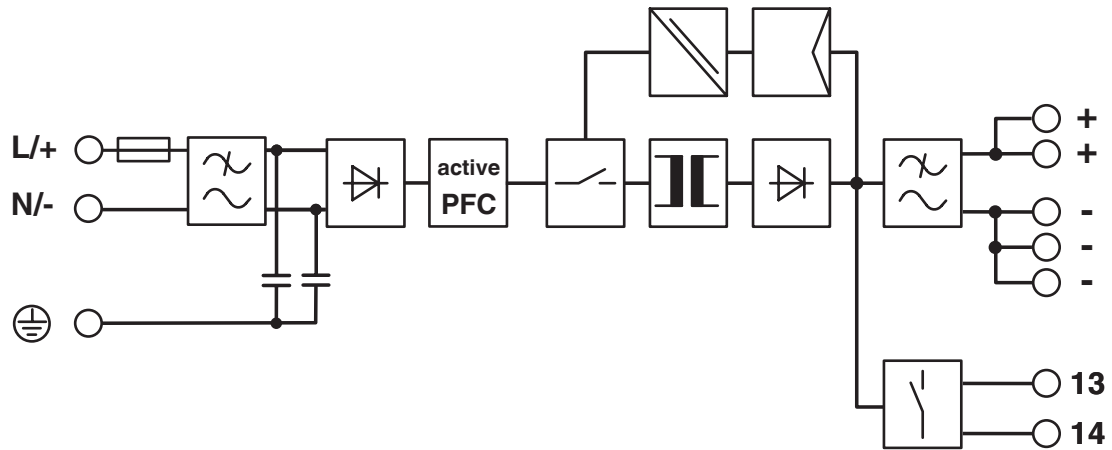 L/+
N/-
active
PFC
+
+
-
-
-
13
14